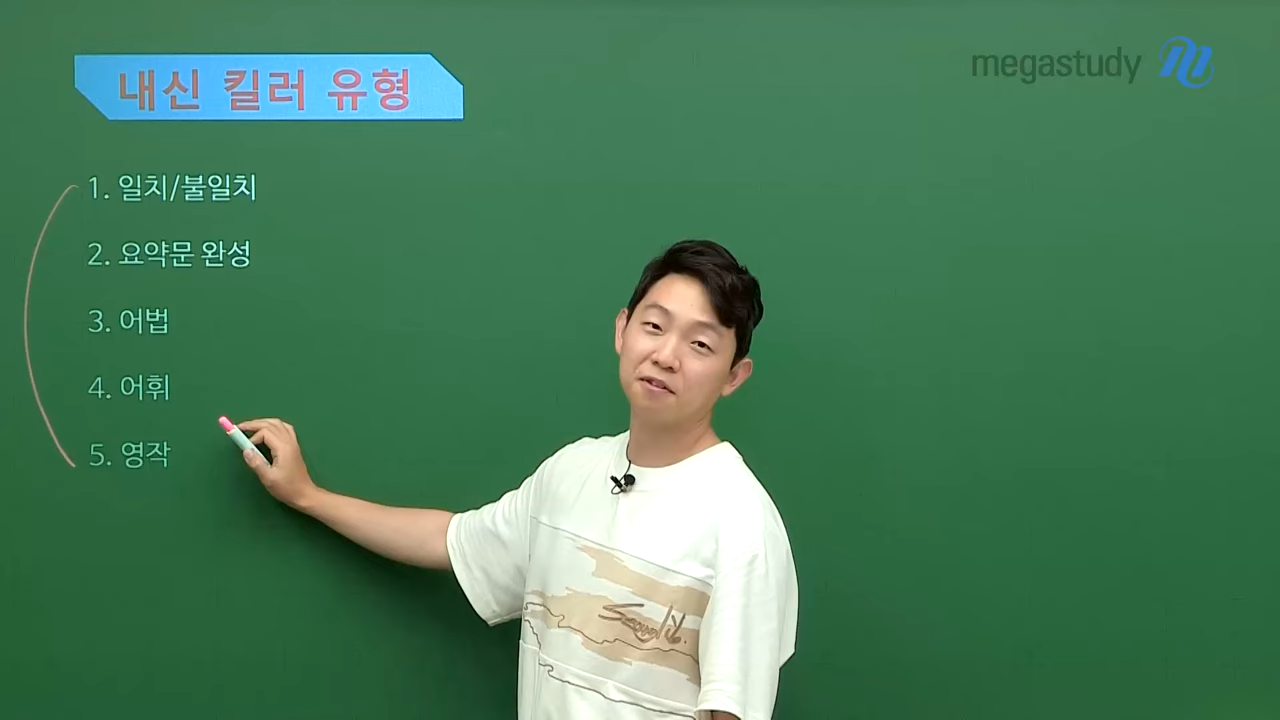 내신 킬러 유형
megastudy
1. 일치/불일치
2. 요약문 완성
3. 어법
4. 어휘
5. 영작